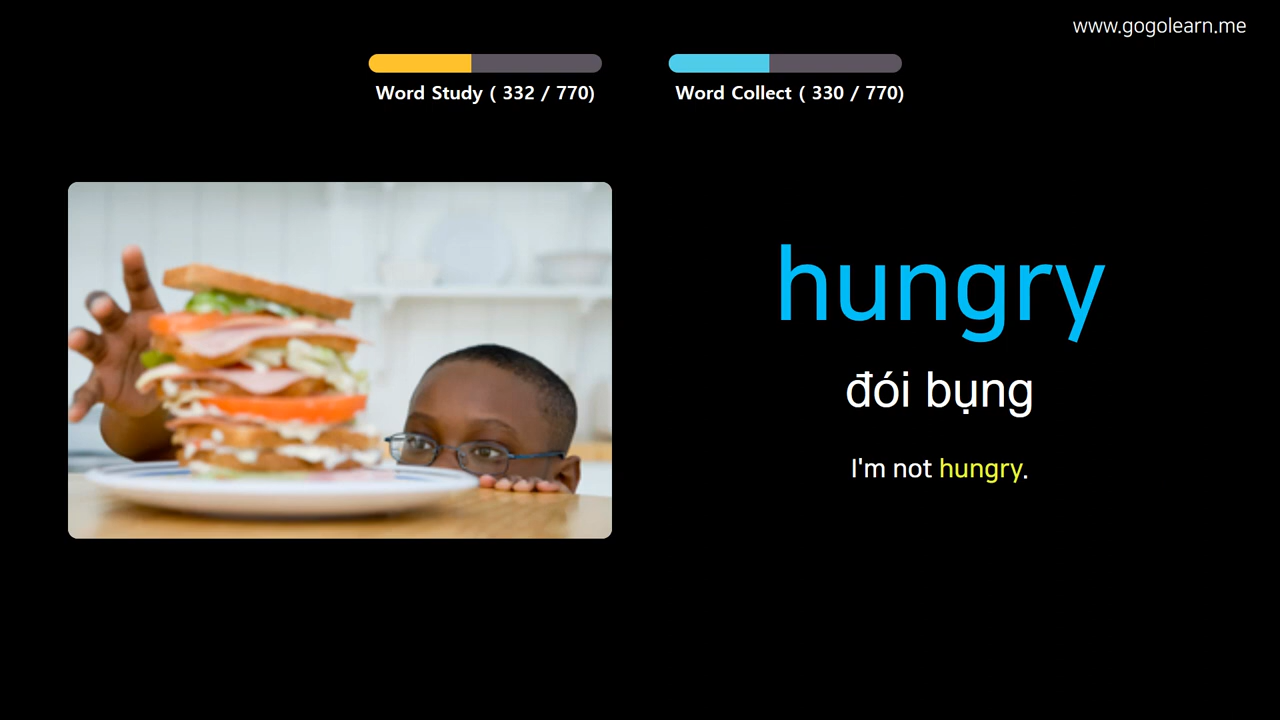 www.gogolearn.me
Word Study ( 332 / 770)
Word Collect ( 330 / 770)
hungry
đói bụng
I'm not hungry.